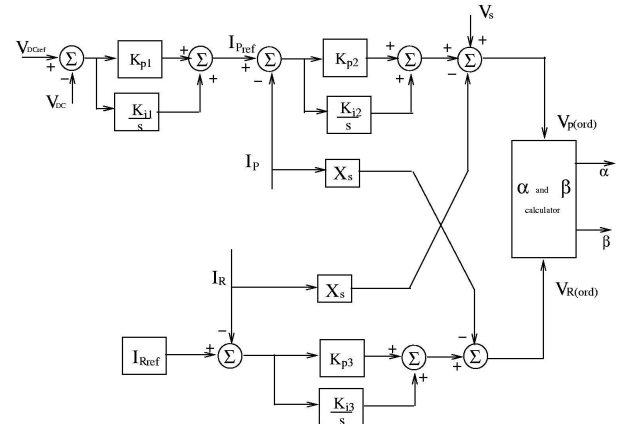 V_s
V_DCref + Σ − V_DC
K_p1
K_i1
s
+ Σ +
I_Pref
+ Σ −
K_p2
K_i2
s
+ Σ +
+ Σ + −
V_p(ord)
I_P
X_s
α and β
calculator
α
β
I_R
X_s
V_R(ord)
I_Rref
− + Σ
K_p3
K_i3
s
+ Σ +
− + Σ